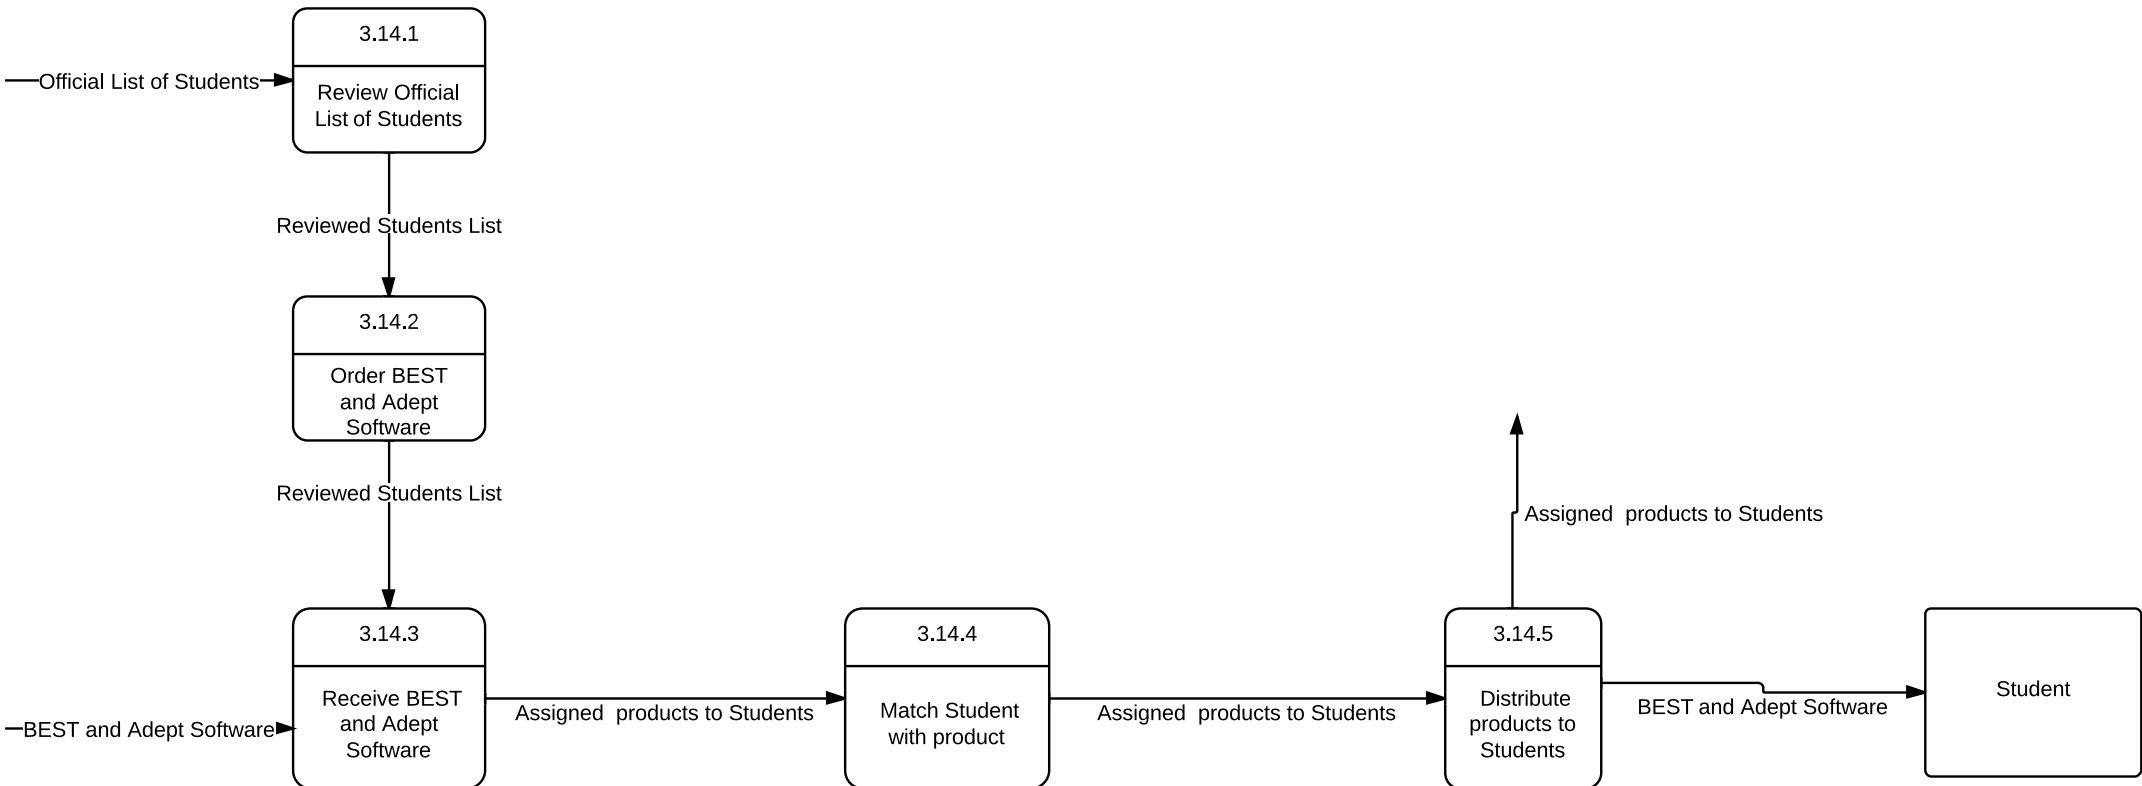 3.14.1
Official List of Students
Review Official
List of Students
Reviewed Students List
3.14.2
Order BEST
and Adept
Software
Reviewed Students List
Assigned  products to Students
3.14.3
Receive BEST
and Adept
Software
BEST and Adept Software
Assigned  products to Students
3.14.4
Match Student
with product
Assigned  products to Students
3.14.5
Distribute
products to
Students
BEST and Adept Software
Student